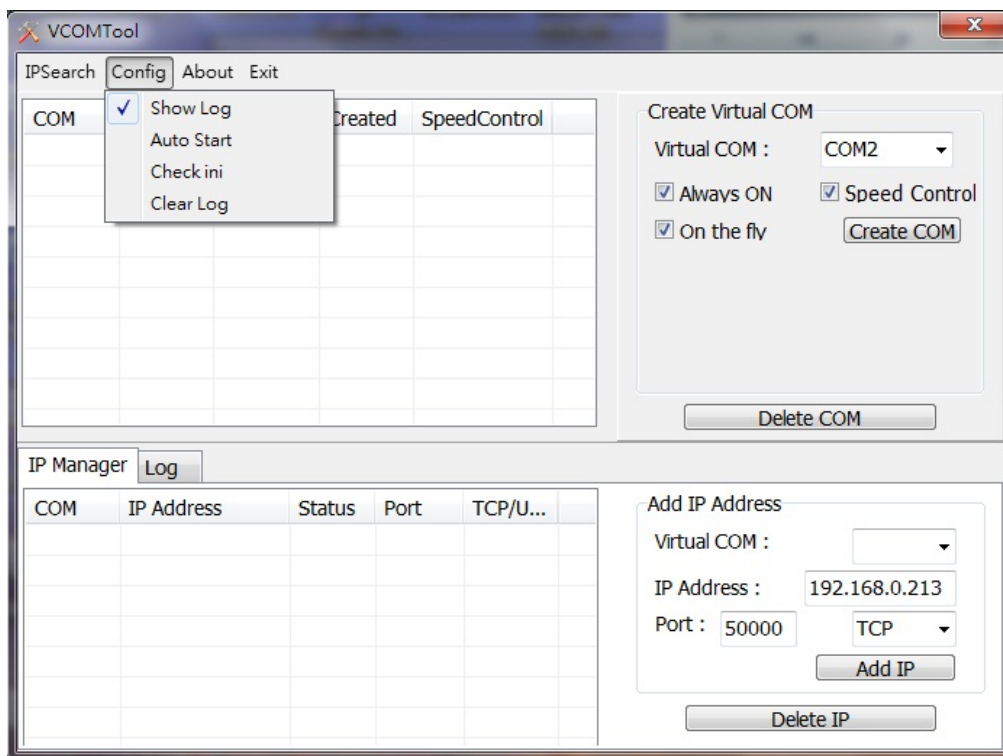 VCOMTool
IPSearch Config About Exit
Show Log
Auto Start
Check ini
Clear Log
COM Created SpeedControl
Create Virtual COM
Virtual COM : COM2
Always ON Speed Control
On the fly Create COM
Delete COM
IP Manager Log
COM IP Address Status Port TCP/U...
Add IP Address
Virtual COM :
IP Address : 192.168.0.213
Port : 50000 TCP
Add IP
Delete IP